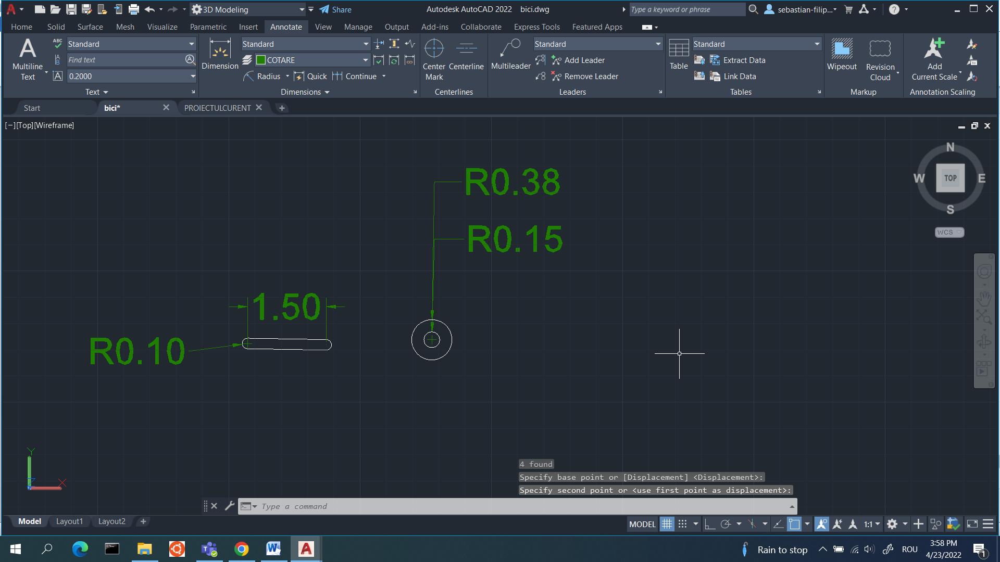 3D Modeling
Share
Autodesk AutoCAD 2022 bici.dwg
Type a keyword or phrase
sebastian-filip...
Home Solid Surface Mesh Visualize Parametric Insert Annotate View Manage Output Add-ins Collaborate Express Tools Featured Apps
A
Multiline
Text
ABC
Standard
Find text
0.2000
Text
Dimension
Standard
COTARE
Radius Quick Continue
Dimensions
Center
Mark
Centerline
Centerlines
Multileader
Standard
Add Leader
Remove Leader
Leaders
Table
Standard
Extract Data
Link Data
Tables
Wipeout
Revision
Cloud
Markup
Add
Current Scale
Annotation Scaling
Start
bici*
PROIECTULCURENT
[−][Top][Wireframe]
N
W
TOP
E
S
WCS
R0.38
R0.15
1.50
R0.10
Y
Z
X
4 found
Specify base point or [Displacement] <Displacement>:
Specify second point or <use first point as displacement>:
Type a command
Model Layout1 Layout2
MODEL
1:1
Rain to stop
ROU
3:58 PM
4/23/2022
1